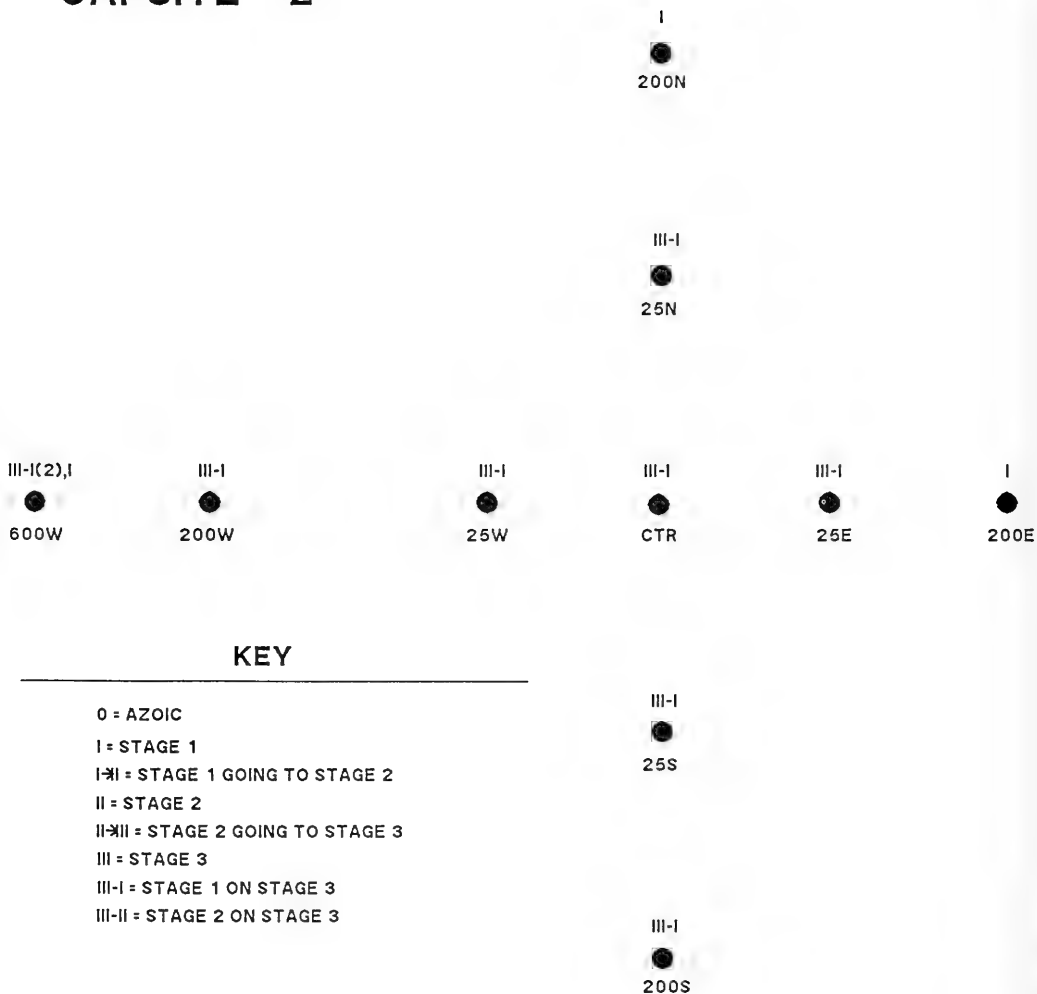 I
200N
III-I
25N
III-I(2),I III-I III-I III-I III-I I
600W 200W 25W CTR 25E 200E
KEY
0 = AZOIC
I = STAGE 1
I→II = STAGE 1 GOING TO STAGE 2
II = STAGE 2
II→III = STAGE 2 GOING TO STAGE 3
III = STAGE 3
III-I = STAGE 1 ON STAGE 3
III-II = STAGE 2 ON STAGE 3
III-I
25S
III-I
200S